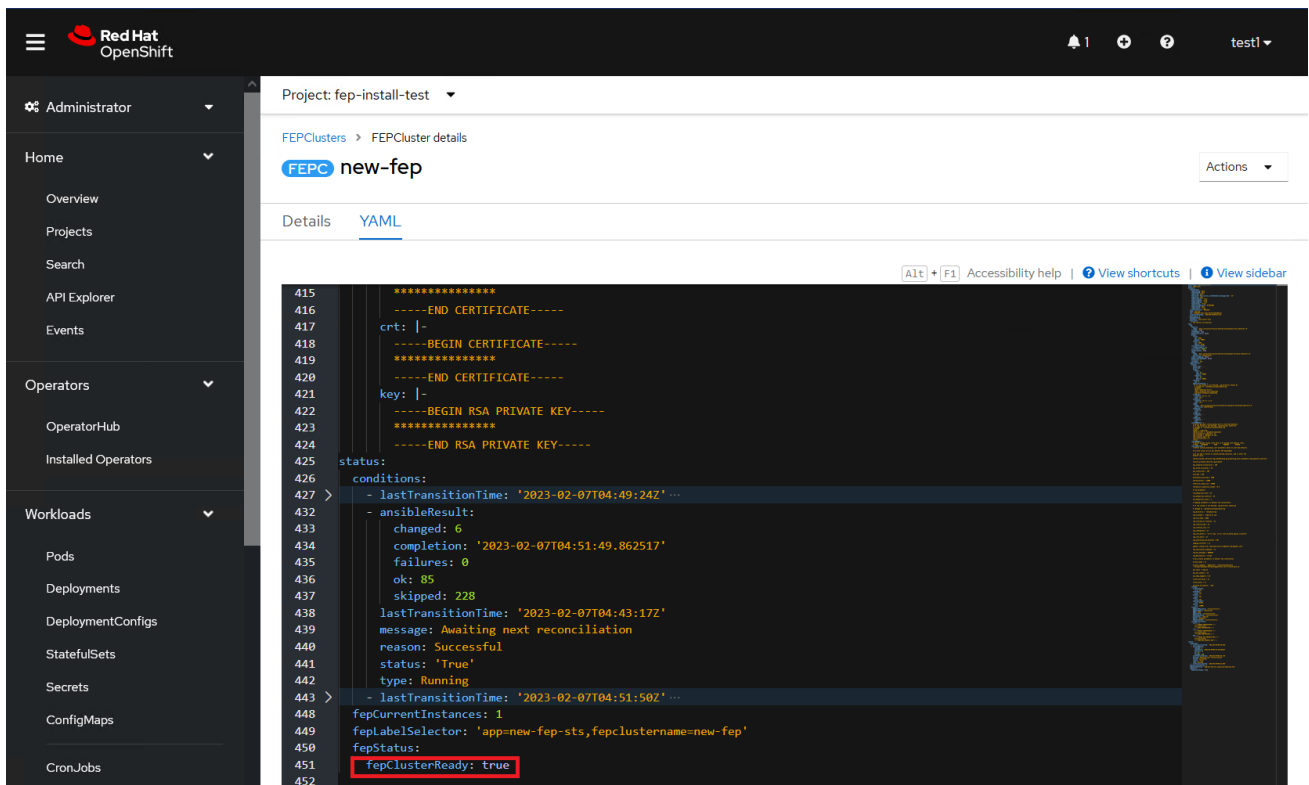 Red Hat
OpenShift
1
test1
Administrator
Home
Overview
Projects
Search
API Explorer
Events
Operators
OperatorHub
Installed Operators
Workloads
Pods
Deployments
DeploymentConfigs
StatefulSets
Secrets
ConfigMaps
CronJobs
Project: fep-install-test
FEPClusters > FEPCluster details
FEPC new-fep
Actions
Details YAML
Alt + F1 Accessibility help | View shortcuts | View sidebar
415 ***************
416 -----END CERTIFICATE-----
417 crt: |-
418 -----BEGIN CERTIFICATE-----
419 ***************
420 -----END CERTIFICATE-----
421 key: |-
422 -----BEGIN RSA PRIVATE KEY-----
423 ***************
424 -----END RSA PRIVATE KEY-----
425 status:
426 conditions:
427 > - lastTransitionTime: '2023-02-07T04:49:24Z' ···
432 - ansibleResult:
433 changed: 6
434 completion: '2023-02-07T04:51:49.862517'
435 failures: 0
436 ok: 85
437 skipped: 228
438 lastTransitionTime: '2023-02-07T04:43:17Z'
439 message: Awaiting next reconciliation
440 reason: Successful
441 status: 'True'
442 type: Running
443 > - lastTransitionTime: '2023-02-07T04:51:50Z' ···
448 fepCurrentInstances: 1
449 fepLabelSelector: 'app=new-fep-sts,fepclustername=new-fep'
450 fepStatus:
451 fepClusterReady: true
452